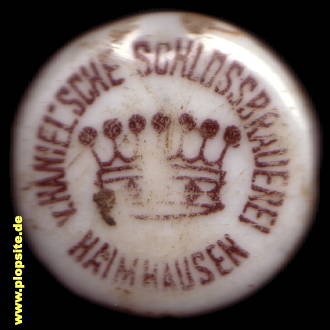 V. HANIEL'SCHE SCHLOSSBRAUEREI
HAIMHAUSEN
www.plopsite.de